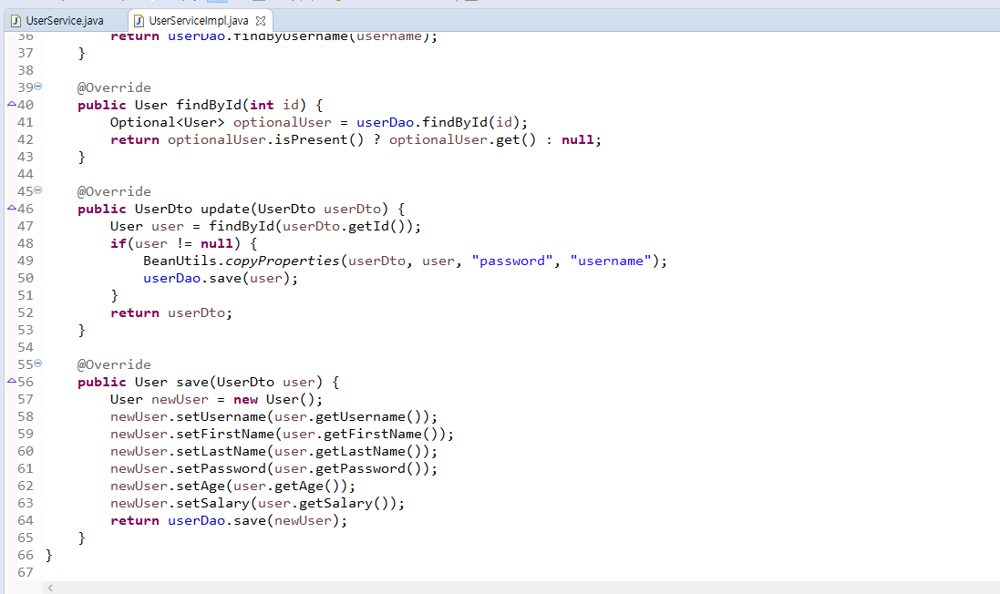 UserService.java UserServiceImpl.java
36 return userDao.findByUsername(username);
37 }
38
39 @Override
40 public User findById(int id) {
41 Optional<User> optionalUser = userDao.findById(id);
42 return optionalUser.isPresent() ? optionalUser.get() : null;
43 }
44
45 @Override
46 public UserDto update(UserDto userDto) {
47 User user = findById(userDto.getId());
48 if(user != null) {
49 BeanUtils.copyProperties(userDto, user, "password", "username");
50 userDao.save(user);
51 }
52 return userDto;
53 }
54
55 @Override
56 public User save(UserDto user) {
57 User newUser = new User();
58 newUser.setUsername(user.getUsername());
59 newUser.setFirstName(user.getFirstName());
60 newUser.setLastName(user.getLastName());
61 newUser.setPassword(user.getPassword());
62 newUser.setAge(user.getAge());
63 newUser.setSalary(user.getSalary());
64 return userDao.save(newUser);
65 }
66 }
67